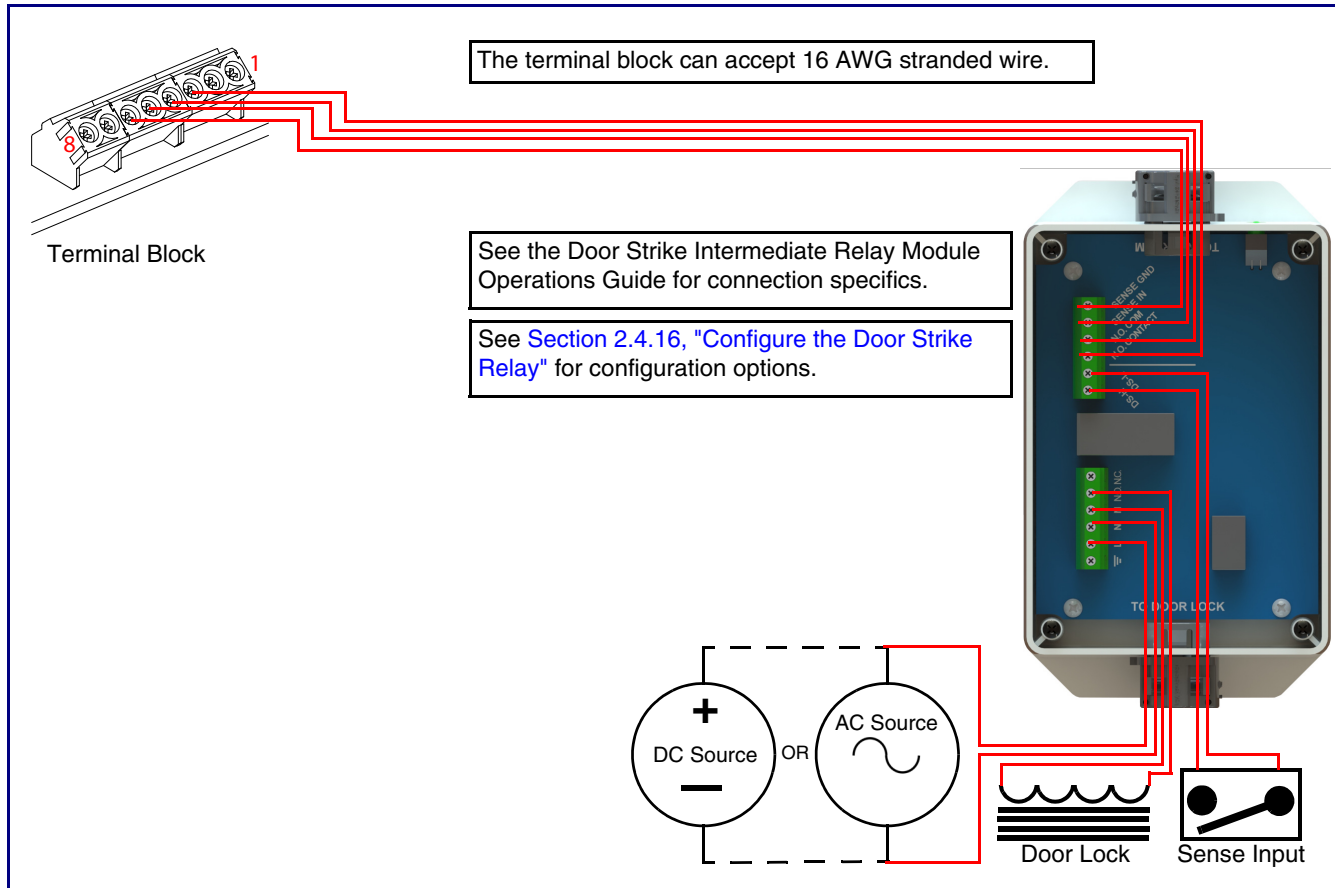 1
The terminal block can accept 16 AWG stranded wire.
8
Terminal Block
See the Door Strike Intermediate Relay Module
Operations Guide for connection specifics.
See Section 2.4.16, "Configure the Door Strike
Relay" for configuration options.
SENSE GND
SENSE IN
N.O. COM
N.O. CONTACT
DS-1
N.C.
N.O.
N
L
TO DOOR LOCK
+
DC Source
OR
AC Source
Door Lock
Sense Input